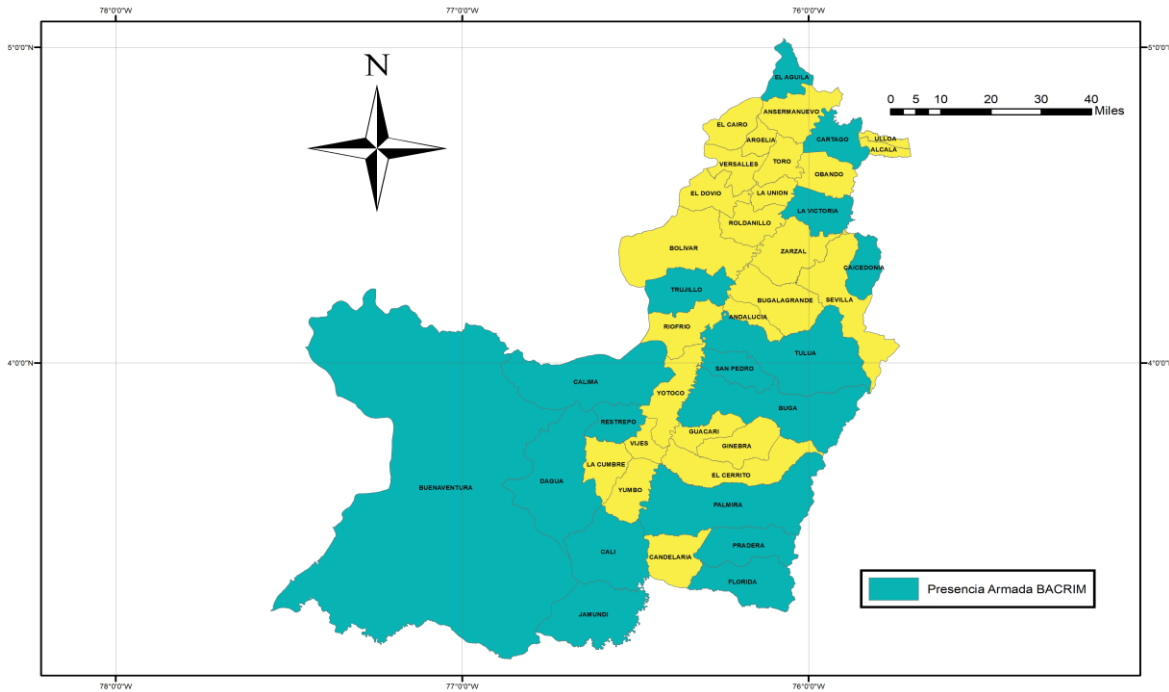 78°0'0"W 77°0'0"W 76°0'0"W
5°0'0"N 5°0'0"N
N
EL AGUILA
0 5 10 20 30 40 Miles
ANSERMANUEVO
EL CAIRO
ARGELIA
CARTAGO
ULLOA
ALCALA
VERSALLES
TORO
OBANDO
EL DOVIO
LA UNION
LA VICTORIA
ROLDANILLO
BOLIVAR
ZARZAL
CAICEDONIA
TRUJILLO
BUGALAGRANDE
SEVILLA
ANDALUCIA
RIOFRIO
TULUA
4°0'0"N 4°0'0"N
SAN PEDRO
CALIMA
YOTOCO
BUGA
RESTREPO
GUACARI
VIJES
GINEBRA
LA CUMBRE
EL CERRITO
DAGUA
BUENAVENTURA
YUMBO
PALMIRA
PRADERA
CALI
CANDELARIA
FLORIDA
Presencia Armada BACRIM
JAMUNDI
78°0'0"W 77°0'0"W 76°0'0"W